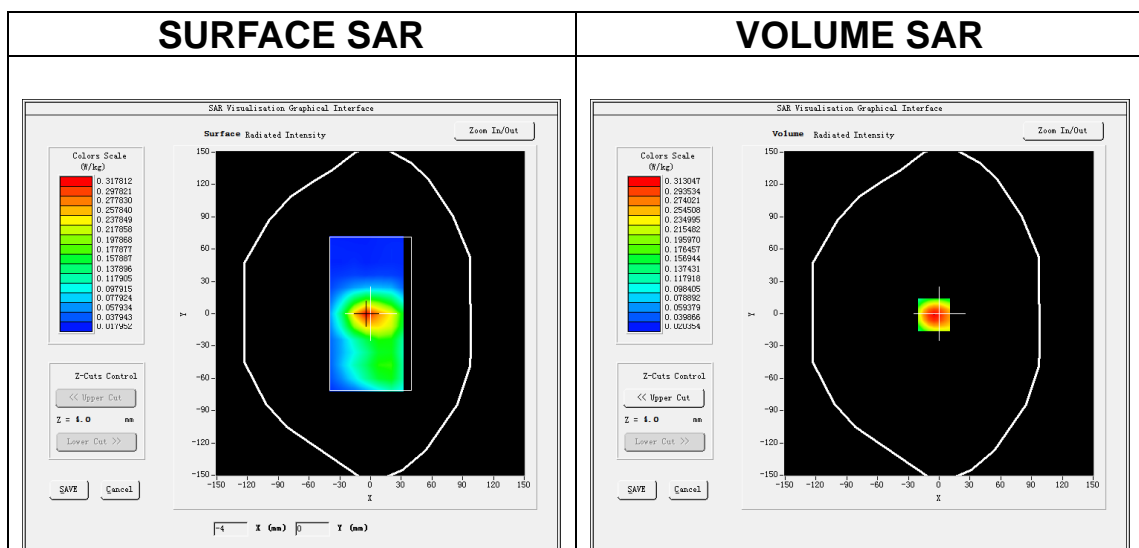 SURFACE SAR
VOLUME SAR
SAR Visualisation Graphical Interface
Surface Radiated Intensity
Zoom In/Out
Colors Scale
(W/kg)
0.317812
0.297821
0.277830
0.257840
0.237849
0.217858
0.197868
0.177877
0.157887
0.137896
0.117905
0.097915
0.077924
0.057934
0.037943
0.017952
150
120
90
60
30
0
-30
-60
-90
-120
-150
Y
-150 -120 -90 -60 -30 0 30 60 90 120 150
X
Z-Cuts Control
<< Upper Cut
Z = 4.0 mm
Lower Cut >>
SAVE
Cancel
-4 X (mm) 0 Y (mm)
SAR Visualisation Graphical Interface
Volume Radiated Intensity
Zoom In/Out
Colors Scale
(W/kg)
0.313047
0.293534
0.274021
0.254508
0.234995
0.215482
0.195970
0.176457
0.156944
0.137431
0.117918
0.098405
0.078892
0.059379
0.039866
0.020354
150
120
90
60
30
0
-30
-60
-90
-120
-150
Y
-150 -120 -90 -60 -30 0 30 60 90 120 150
X
Z-Cuts Control
<< Upper Cut
Z = 4.0 mm
Lower Cut >>
SAVE
Cancel